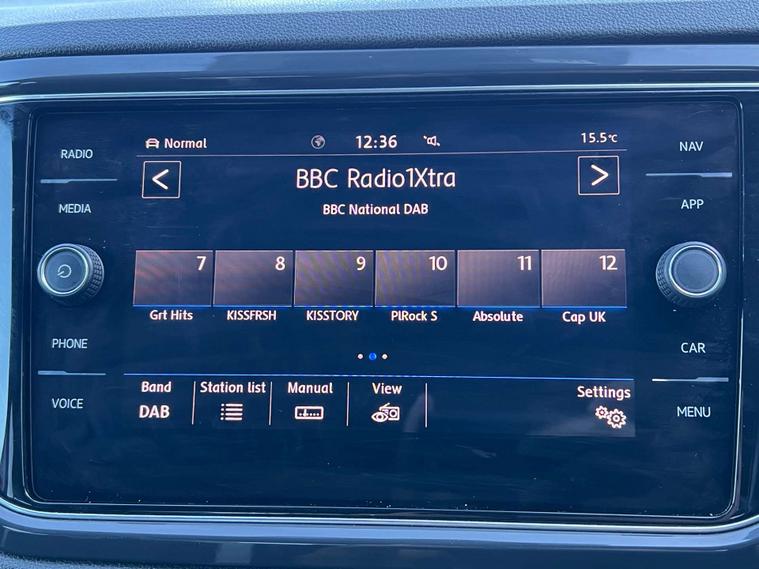 RADIO
MEDIA
PHONE
VOICE
Normal 12:36 15.5°C
BBC Radio1Xtra
BBC National DAB
7 8 9 10 11 12
Grt Hits KISSFRSH KISSTORY PlRock S Absolute Cap UK
Band Station list Manual View Settings
DAB
NAV
APP
CAR
MENU